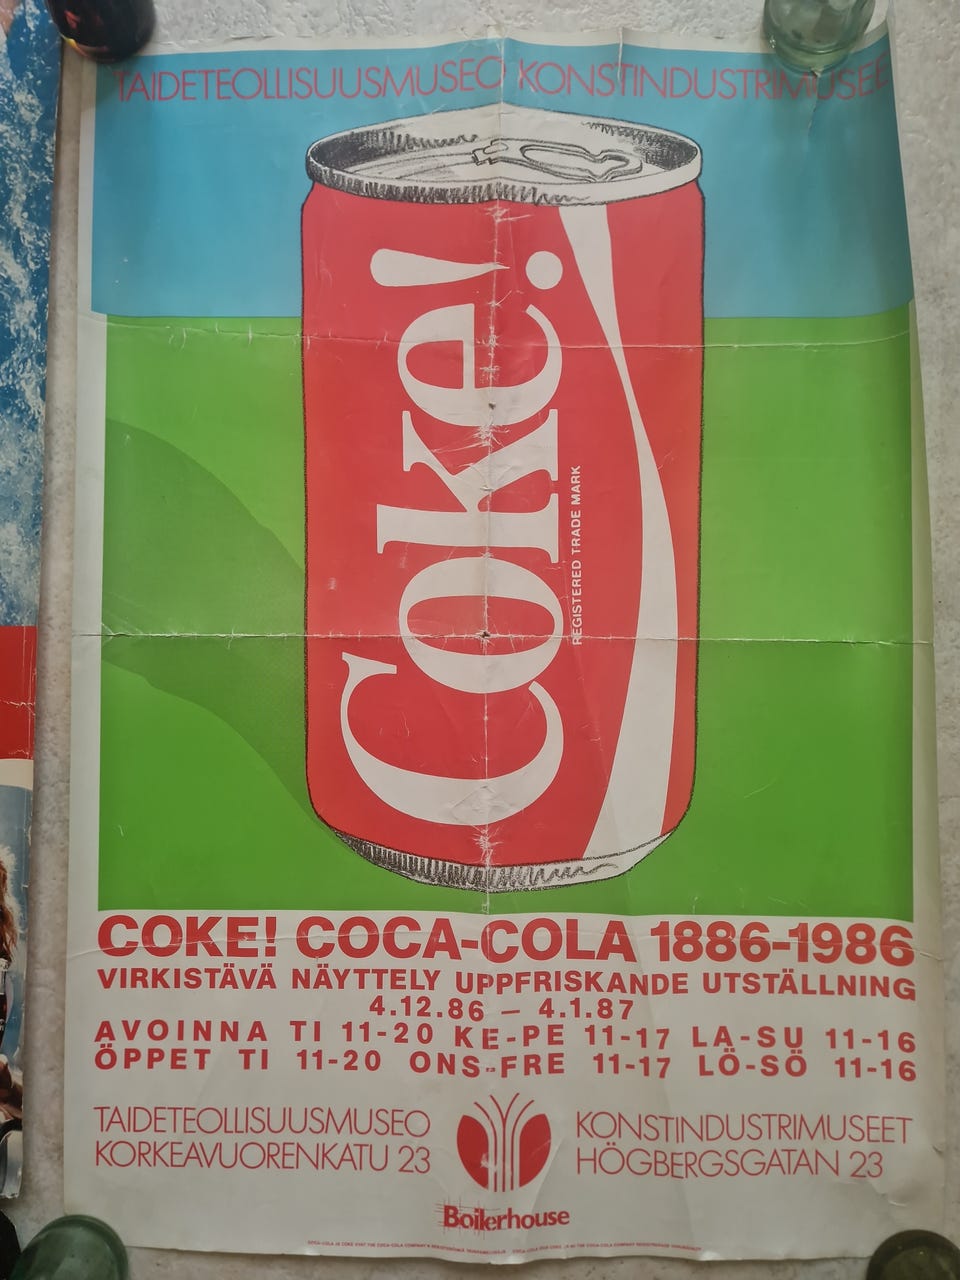 TAIDETEOLLISUUSMUSEO KONSTINDUSTRIMUSEET
Coke!
REGISTERED TRADE MARK
COKE! COCA-COLA 1886-1986
VIRKISTÄVÄ NÄYTTELY UPPFRISKANDE UTSTÄLLNING
4.12.86 – 4.1.87
AVOINNA TI 11-20 KE-PE 11-17 LA-SU 11-16
ÖPPET TI 11-20 ONS-FRE 11-17 LÖ-SÖ 11-16
TAIDETEOLLISUUSMUSEO
KORKEAVUORENKATU 23
KONSTINDUSTRIMUSEET
HÖGBERGSGATAN 23
Boilerhouse